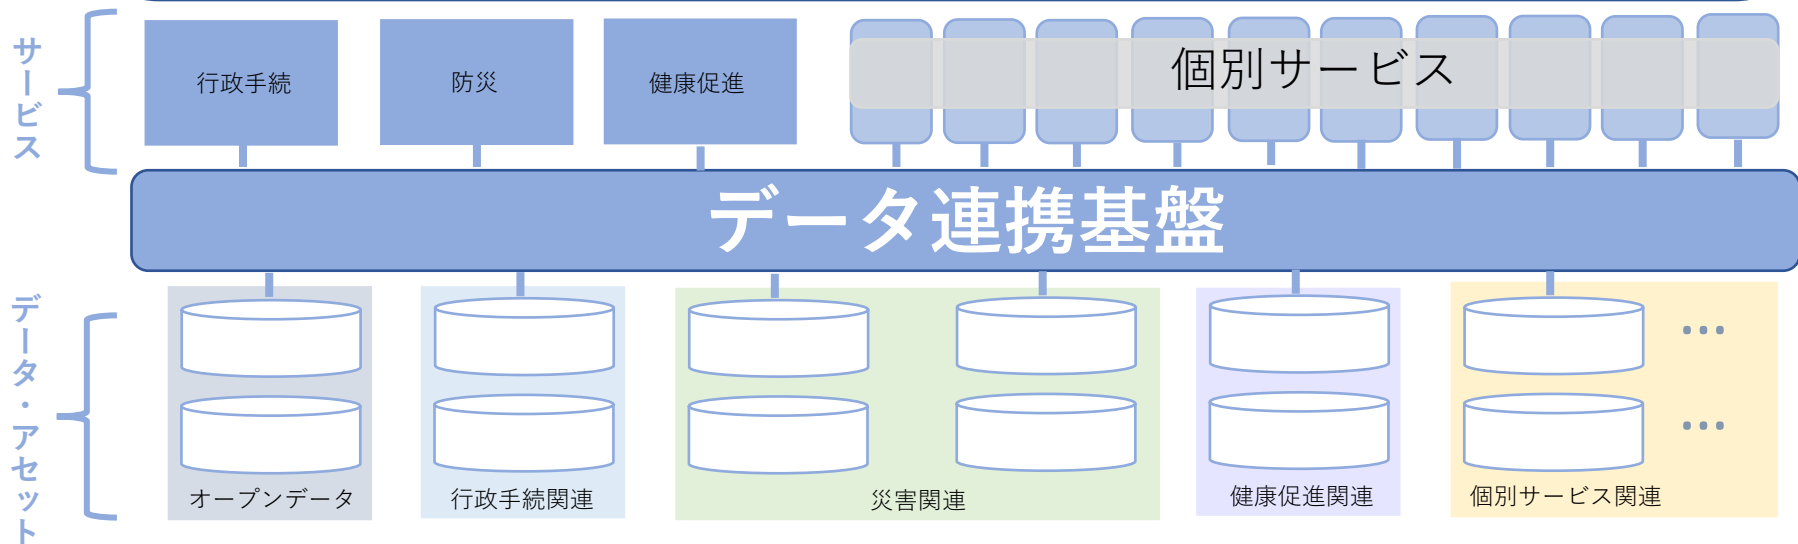 サービス
行政手続
防災
健康促進
個別サービス
データ連携基盤
データ・アセット
…
…
オープンデータ
行政手続関連
災害関連
健康促進関連
個別サービス関連